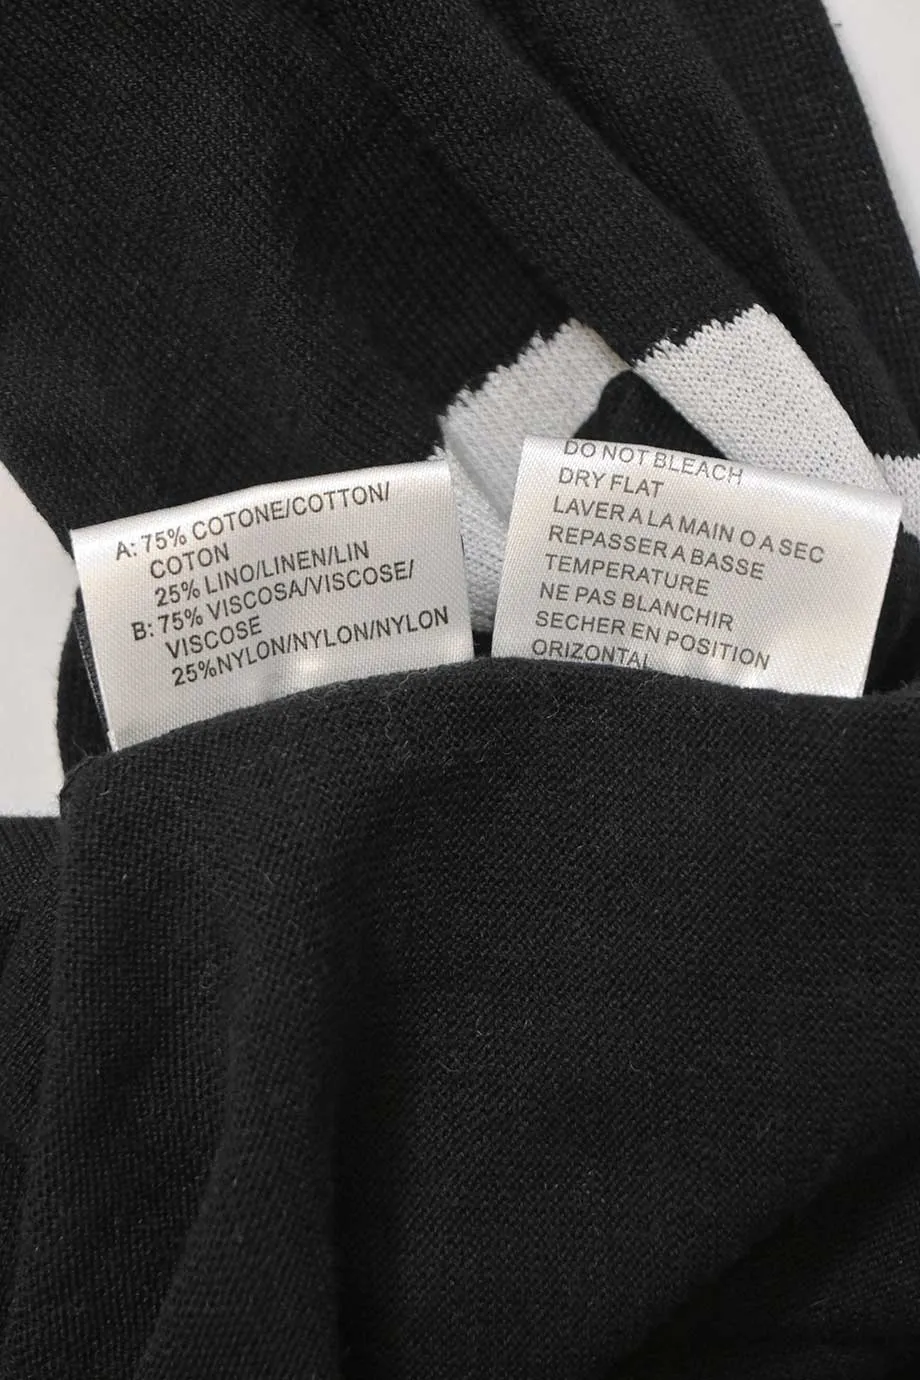 A: 75% COTONE/COTTON/
COTON
25% LINO/LINEN/LIN
B: 75% VISCOSA/VISCOSE/
VISCOSE
25%NYLON/NYLON/NYLON
DO NOT BLEACH
DRY FLAT
LAVER A LA MAIN O A SEC
REPASSER A BASSE
TEMPERATURE
NE PAS BLANCHIR
SECHER EN POSITION
ORIZONTAL